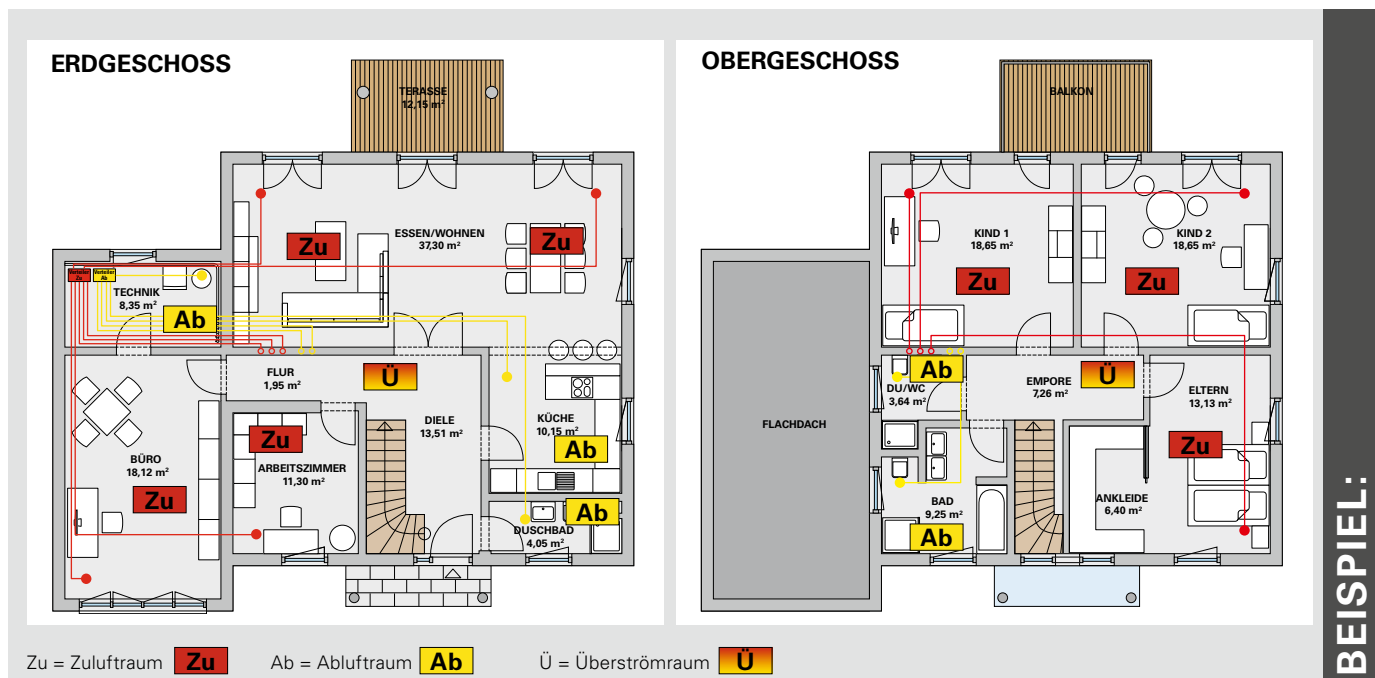 ERDGESCHOSS
TERASSE
12,15 m²
ESSEN/WOHNEN
37,30 m²
Zu
Zu
Verteiler
Zu
Verteiler
Ab
TECHNIK
8,35 m²
Ab
FLUR
1,95 m²
Ü
DIELE
13,51 m²
KÜCHE
10,15 m²
Ab
Zu
ARBEITSZIMMER
11,30 m²
BÜRO
18,12 m²
Zu
Ab
DUSCHBAD
4,05 m²
OBERGESCHOSS
BALKON
KIND 1
18,65 m²
Zu
KIND 2
18,65 m²
Zu
Ab
DU/WC
3,64 m²
EMPORE
7,26 m²
Ü
ELTERN
13,13 m²
Zu
FLACHDACH
ANKLEIDE
6,40 m²
BAD
9,25 m²
Ab
Zu = Zuluftraum Zu
Ab = Abluftraum Ab
Ü = Überströmraum Ü
BEISPIEL: